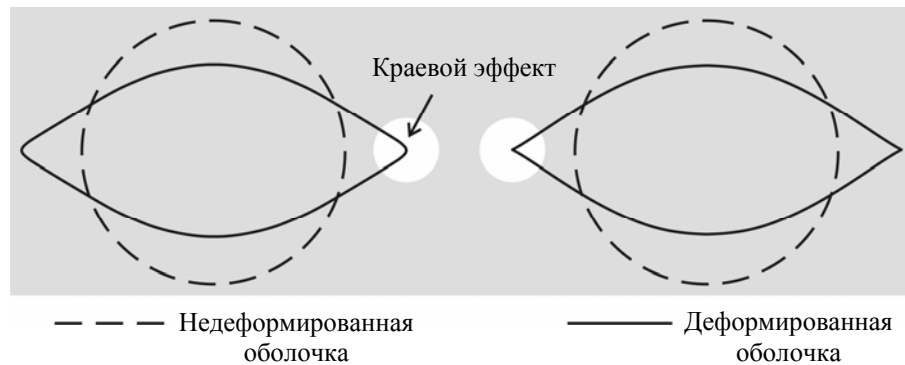 Краевой эффект
Недеформированная
оболочка
Деформированная
оболочка